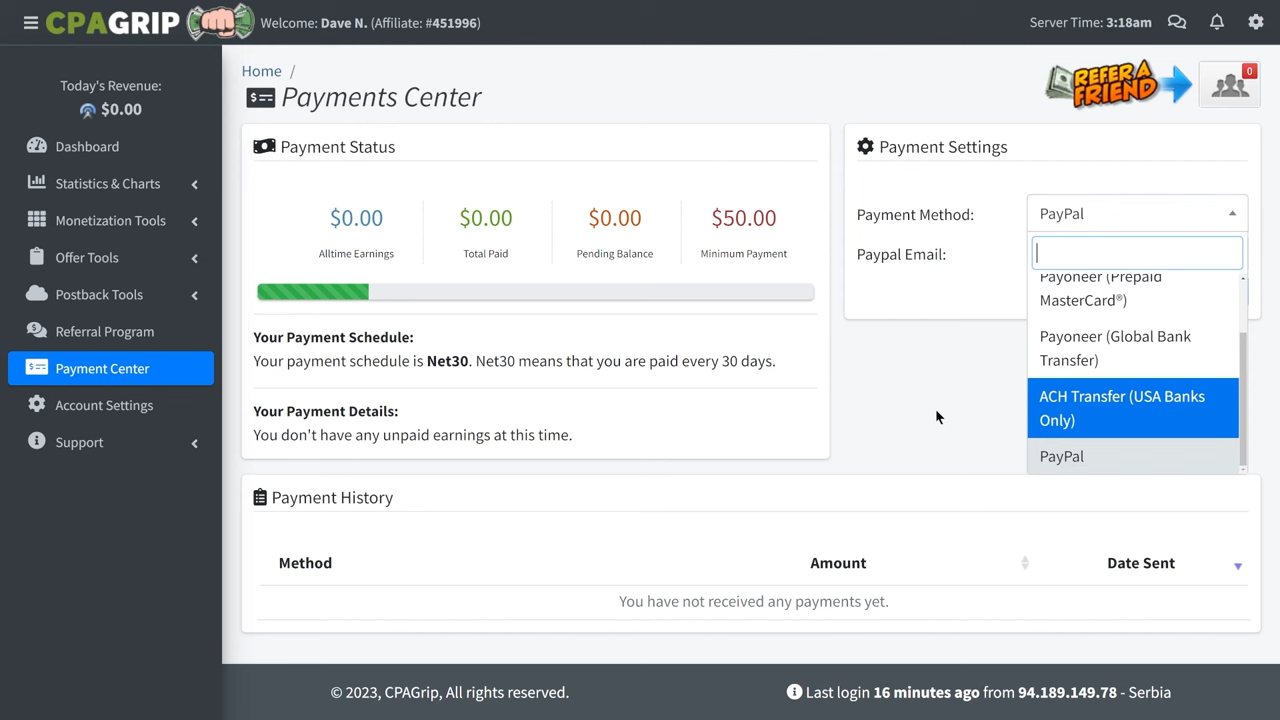 CPAGRIP
Welcome: Dave N. (Affiliate: #451996)
Server Time: 3:18am
Today's Revenue:
$0.00
Dashboard
Statistics & Charts
Monetization Tools
Offer Tools
Postback Tools
Referral Program
Payment Center
Account Settings
Support
Home /
Payments Center
REFER A
FRIEND
0
Payment Status
$0.00
Alltime Earnings
$0.00
Total Paid
$0.00
Pending Balance
$50.00
Minimum Payment
Your Payment Schedule:
Your payment schedule is Net30. Net30 means that you are paid every 30 days.
Your Payment Details:
You don't have any unpaid earnings at this time.
Payment Settings
Payment Method:
PayPal
Paypal Email:
Payoneer (Prepaid
MasterCard®)
Payoneer (Global Bank
Transfer)
ACH Transfer (USA Banks
Only)
PayPal
Payment History
Method
Amount
Date Sent
You have not received any payments yet.
© 2023, CPAGrip, All rights reserved.
Last login 16 minutes ago from 94.189.149.78 - Serbia